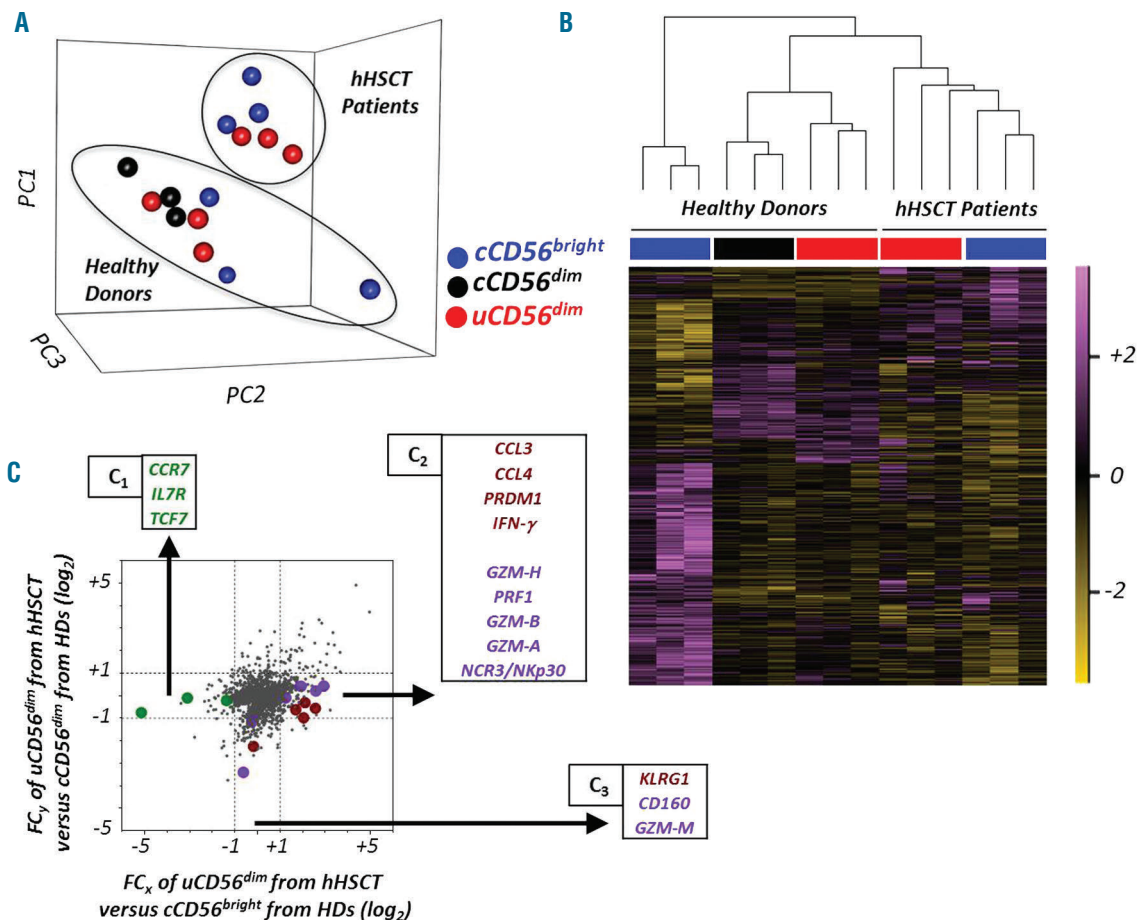 A
PC1
PC3
PC2
hHSCT
Patients
Healthy
Donors
cCD56bright
cCD56dim
uCD56dim
B
Healthy Donors
hHSCT Patients
+2
0
-2
C
C1
CCR7
IL7R
TCF7
C2
CCL3
CCL4
PRDM1
IFN-γ
GZM-H
PRF1
GZM-B
GZM-A
NCR3/NKp30
C3
KLRG1
CD160
GZM-M
FCy of uCD56dim from hHSCT
versus cCD56dim from HDs (log2)
+5
+1
-1
-5
-5
-1
+1
+5
FCx of uCD56dim from hHSCT
versus cCD56bright from HDs (log2)